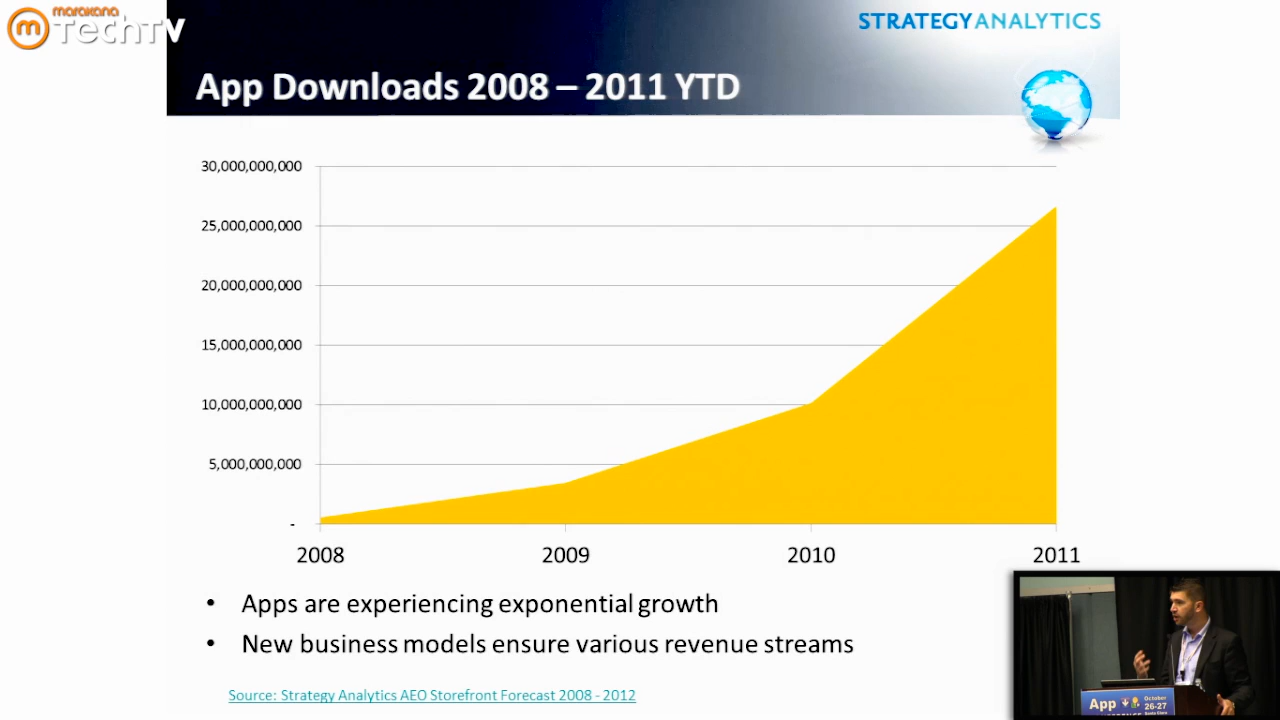 marakana
TechTV
STRATEGYANALYTICS
App Downloads 2008 – 2011 YTD
30,000,000,000
25,000,000,000
20,000,000,000
15,000,000,000
10,000,000,000
5,000,000,000
-
2008 2009 2010 2011
• Apps are experiencing exponential growth
• New business models ensure various revenue streams
Source: Strategy Analytics AEO Storefront Forecast 2008 - 2012
App
October
26-27